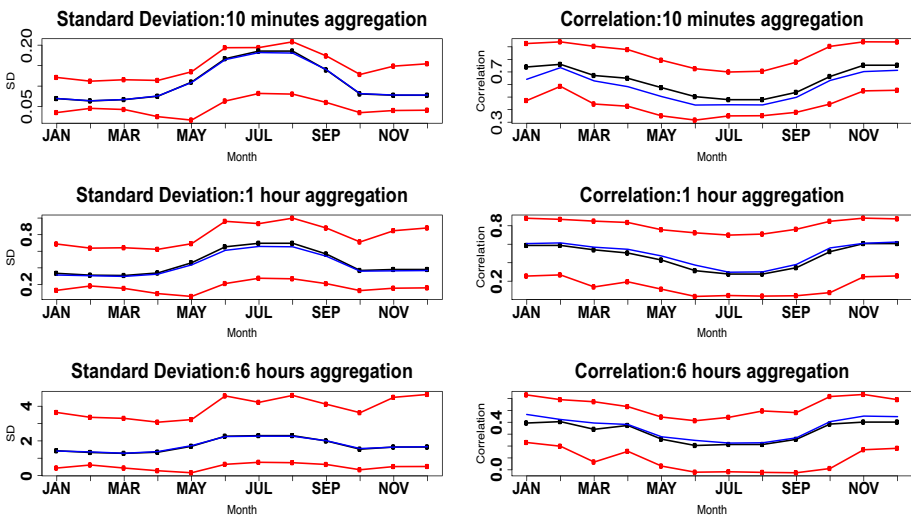 Standard Deviation:10 minutes aggregation
SD
0.20
0.05
JAN MAR MAY JUL SEP NOV
Month
Correlation:10 minutes aggregation
Correlation
0.7
0.3
JAN MAR MAY JUL SEP NOV
Month
Standard Deviation:1 hour aggregation
SD
0.8
0.2
JAN MAR MAY JUL SEP NOV
Month
Correlation:1 hour aggregation
Correlation
0.8
0.2
JAN MAR MAY JUL SEP NOV
Month
Standard Deviation:6 hours aggregation
SD
4
2
0
JAN MAR MAY JUL SEP NOV
Month
Correlation:6 hours aggregation
Correlation
0.4
0.0
JAN MAR MAY JUL SEP NOV
Month